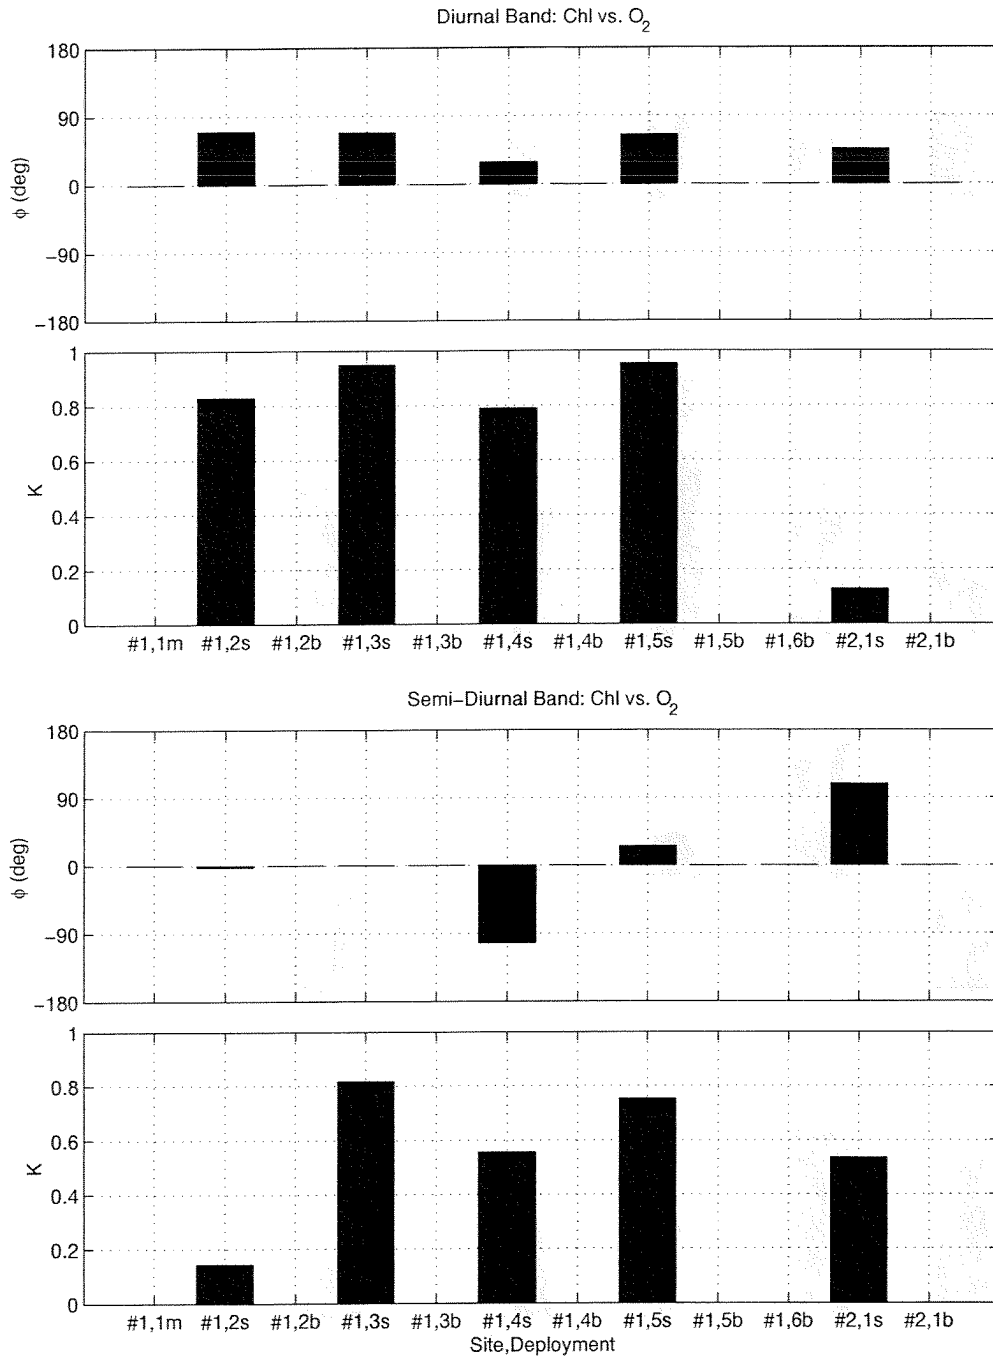 Diurnal Band: Chl vs. O2
180
90
0
−90
−180
φ (deg)
1
0.8
0.6
0.4
0.2
0
K
#1,1m #1,2s #1,2b #1,3s #1,3b #1,4s #1,4b #1,5s #1,5b #1,6b #2,1s #2,1b
Semi−Diurnal Band: Chl vs. O2
180
90
0
−90
−180
φ (deg)
1
0.8
0.6
0.4
0.2
0
K
#1,1m #1,2s #1,2b #1,3s #1,3b #1,4s #1,4b #1,5s #1,5b #1,6b #2,1s #2,1b
Site,Deployment